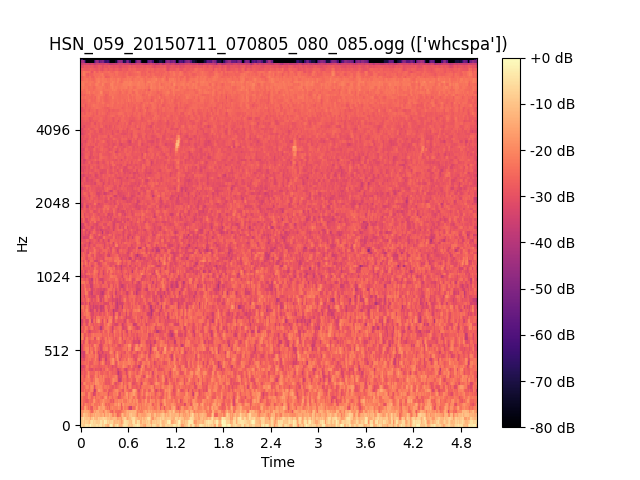 HSN_059_20150711_070805_080_085.ogg (['whcspa'])
Hz
4096
2048
1024
512
0
0 0.6 1.2 1.8 2.4 3 3.6 4.2 4.8
Time
+0 dB
-10 dB
-20 dB
-30 dB
-40 dB
-50 dB
-60 dB
-70 dB
-80 dB